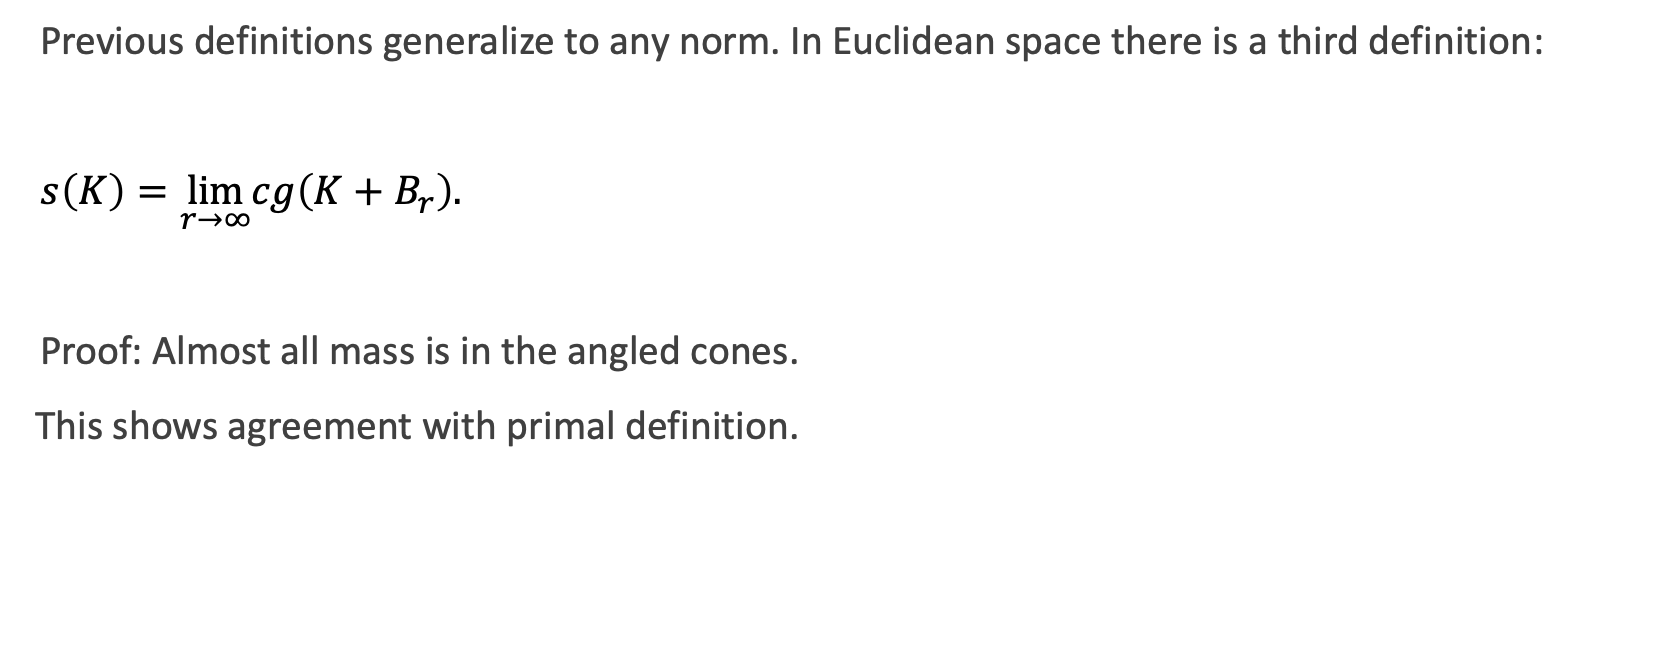 Previous definitions generalize to any norm. In Euclidean space there is a third definition:
s(K) = lim cg(K + Bᵣ).
r→∞
Proof: Almost all mass is in the angled cones.
This shows agreement with primal definition.